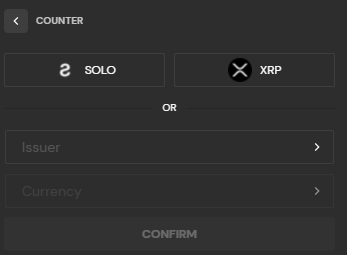 COUNTER
SOLO
XRP
OR
Issuer
Currency
CONFIRM